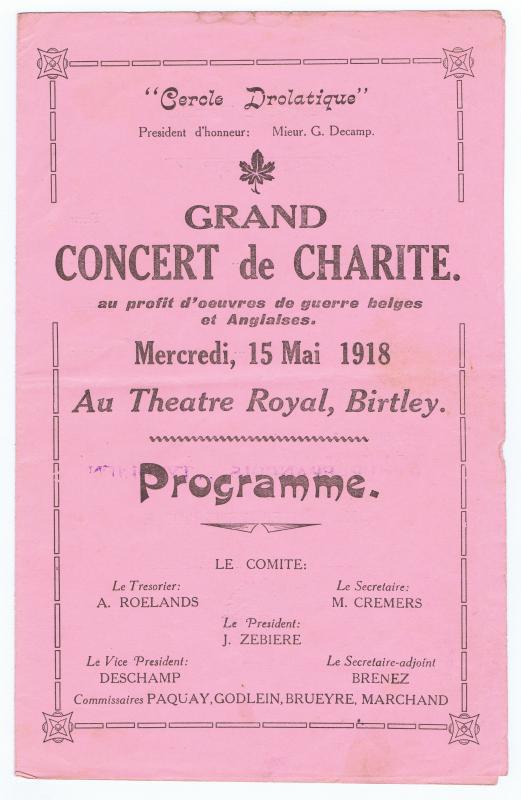 "Cercle Drolatique"
President d'honneur: Mieur. G. Decamp.
GRAND
CONCERT de CHARITE.
au profit d'oeuvres de guerre belges
et Anglaises.
Mercredi, 15 Mai 1918
Au Theatre Royal, Birtley.
Programme.
LE COMITE:
Le Tresorier: Le Secretaire:
A. ROELANDS M. CREMERS
Le President:
J. ZEBIERE
Le Vice President: Le Secretaire-adjoint
DESCHAMP BRENEZ
Commissaires PAQUAY, GODLEIN, BRUEYRE, MARCHAND